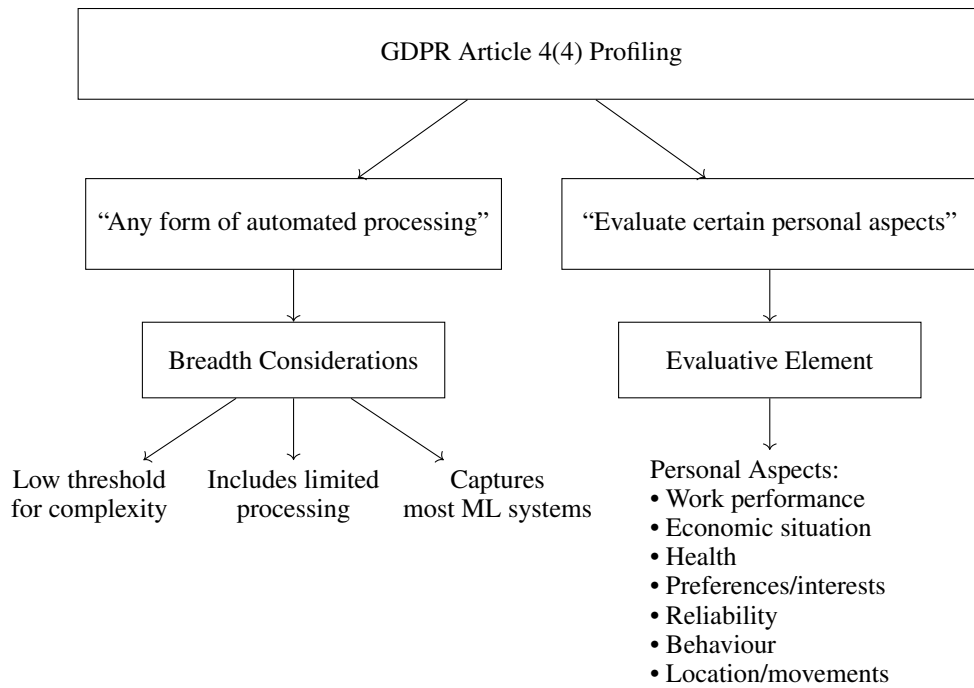 GDPR Article 4(4) Profiling
“Any form of automated processing”
“Evaluate certain personal aspects”
Breadth Considerations
Evaluative Element
Low threshold
for complexity
Includes limited
processing
Captures
most ML systems
Personal Aspects:
• Work performance
• Economic situation
• Health
• Preferences/interests
• Reliability
• Behaviour
• Location/movements